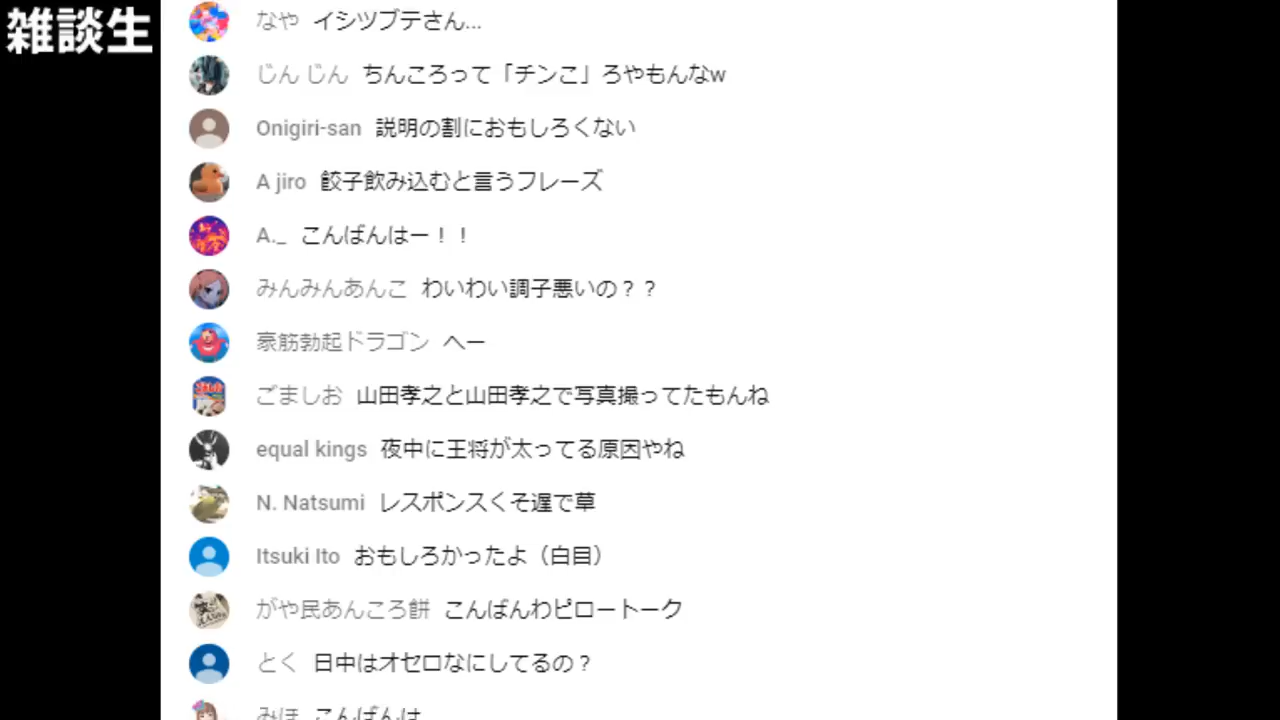 雑談生
なや イシツブテさん...
じん じん ちんころって「チンこ」ろやもんなw
Onigiri-san 説明の割におもしろくない
A jiro 餃子飲み込むと言うフレーズ
A._ こんばんはー！！
みんみんあんこ わいわい調子悪いの？？
豪筋勃起ドラゴン へー
ごましお 山田孝之と山田孝之で写真撮ってたもんね
equal kings 夜中に王将が太ってる原因やね
N. Natsumi レスポンスくそ遅で草
Itsuki Ito おもしろかったよ（白目）
がや民あんころ餅 こんばんわピロートーク
とく 日中はオセロなにしてるの？
みほ こんばんは